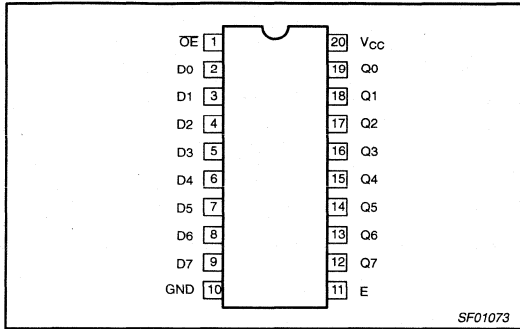 O̅E̅ 1 20 VCC
D0 2 19 Q0
D1 3 18 Q1
D2 4 17 Q2
D3 5 16 Q3
D4 6 15 Q4
D5 7 14 Q5
D6 8 13 Q6
D7 9 12 Q7
GND 10 11 E
SF01073